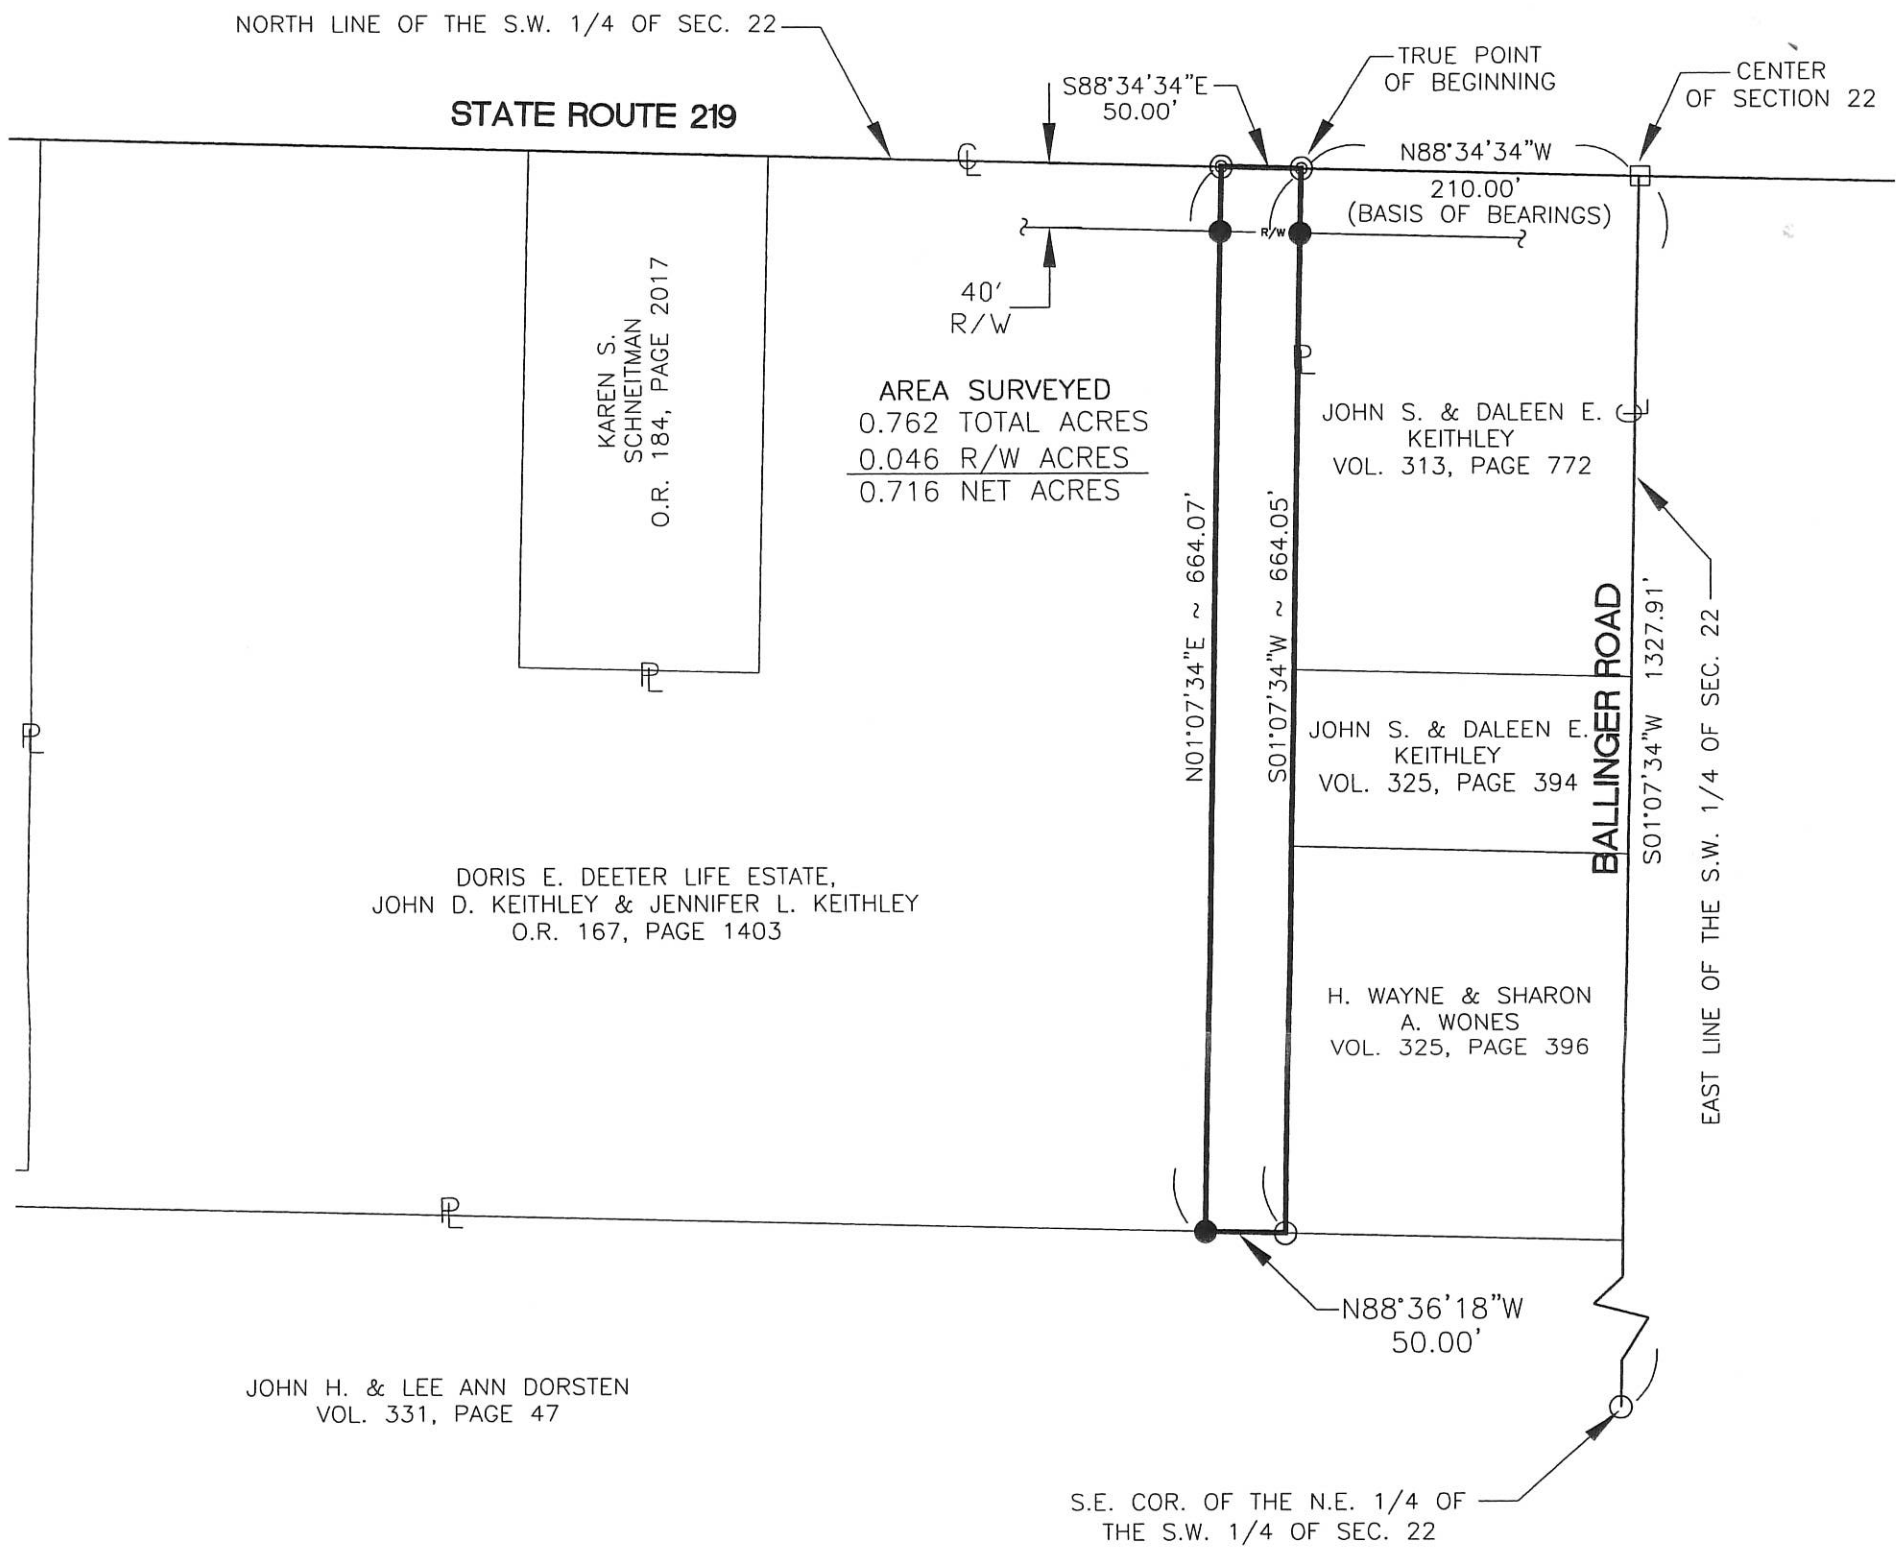 NORTH LINE OF THE S.W. 1/4 OF SEC. 22
STATE ROUTE 219
S88°34'34"E
50.00'
TRUE POINT
OF BEGINNING
CENTER
OF SECTION 22
N88°34'34"W
210.00'
(BASIS OF BEARINGS)
R/W
40'
R/W
KAREN S.
SCHNEITMAN
O.R. 184, PAGE 2017
AREA SURVEYED
0.762 TOTAL ACRES
0.046 R/W ACRES
0.716 NET ACRES
JOHN S. & DALEEN E.
KEITHLEY
VOL. 313, PAGE 772
N01°07'34"E ~ 664.07'
S01°07'34"W ~ 664.05'
JOHN S. & DALEEN E.
KEITHLEY
VOL. 325, PAGE 394
BALLINGER ROAD
S01°07'34"W 1327.91'
EAST LINE OF THE S.W. 1/4 OF SEC. 22
DORIS E. DEETER LIFE ESTATE,
JOHN D. KEITHLEY & JENNIFER L. KEITHLEY
O.R. 167, PAGE 1403
H. WAYNE & SHARON
A. WONES
VOL. 325, PAGE 396
PL
PL
PL
PL
CL
CL
N88°36'18"W
50.00'
JOHN H. & LEE ANN DORSTEN
VOL. 331, PAGE 47
S.E. COR. OF THE N.E. 1/4 OF
THE S.W. 1/4 OF SEC. 22